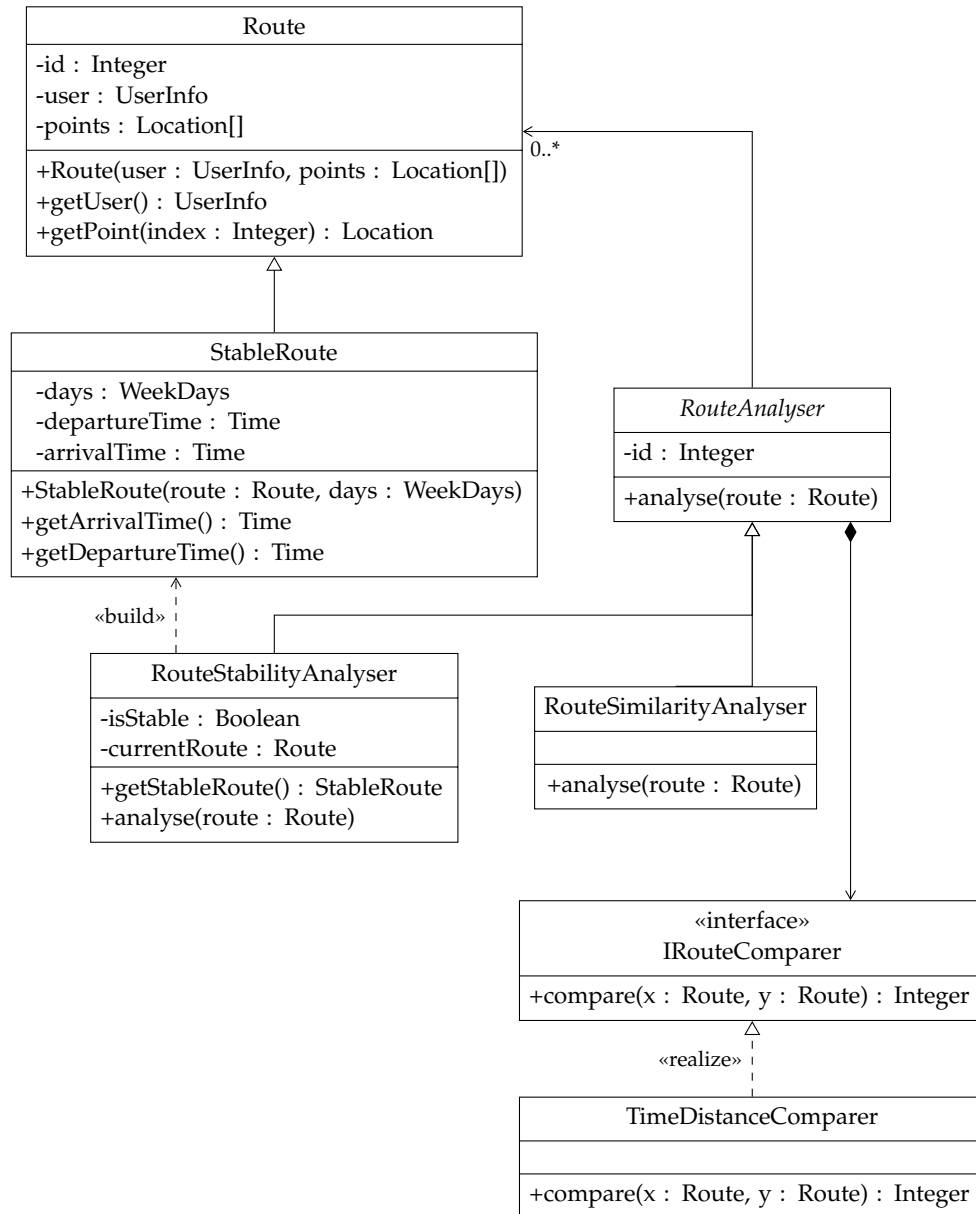 Route
-id : Integer
-user : UserInfo
-points : Location[]
+Route(user : UserInfo, points : Location[])
+getUser() : UserInfo
+getPoint(index : Integer) : Location
0..*
StableRoute
-days : WeekDays
-departureTime : Time
-arrivalTime : Time
+StableRoute(route : Route, days : WeekDays)
+getArrivalTime() : Time
+getDepartureTime() : Time
RouteAnalyser
-id : Integer
+analyse(route : Route)
«build»
RouteStabilityAnalyser
-isStable : Boolean
-currentRoute : Route
+getStableRoute() : StableRoute
+analyse(route : Route)
RouteSimilarityAnalyser
+analyse(route : Route)
«interface»
IRouteComparer
+compare(x : Route, y : Route) : Integer
«realize»
TimeDistanceComparer
+compare(x : Route, y : Route) : Integer